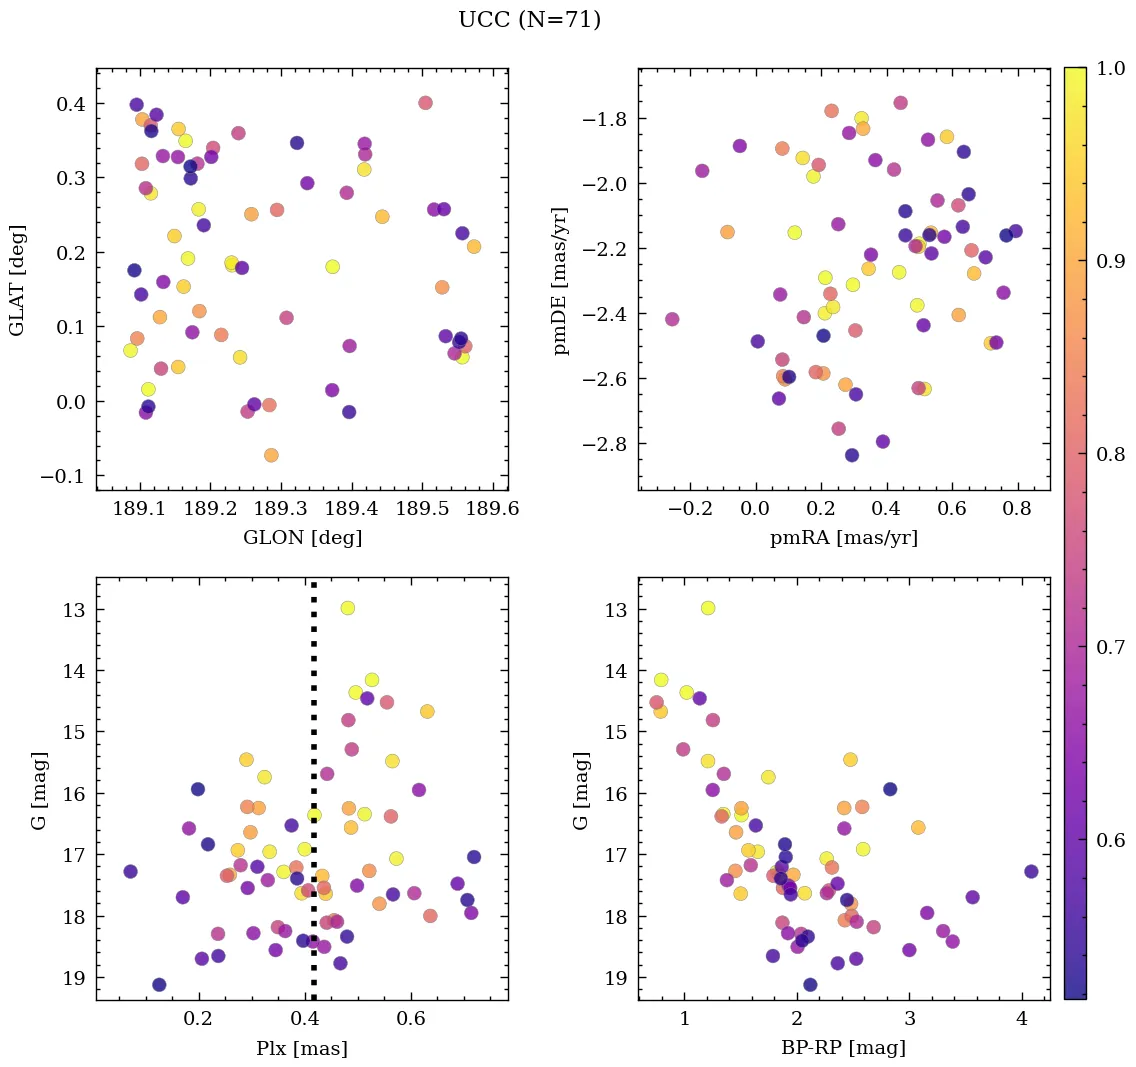 UCC (N=71)
0.4
0.3
0.2
0.1
0.0
−0.1
GLAT [deg]
189.1 189.2 189.3 189.4 189.5 189.6
GLON [deg]
−1.8
−2.0
−2.2
−2.4
−2.6
−2.8
pmDE [mas/yr]
−0.2 0.0 0.2 0.4 0.6 0.8
pmRA [mas/yr]
1.0
0.9
0.8
0.7
0.6
13
14
15
16
17
18
19
G [mag]
0.2 0.4 0.6
Plx [mas]
13
14
15
16
17
18
19
G [mag]
1 2 3 4
BP-RP [mag]